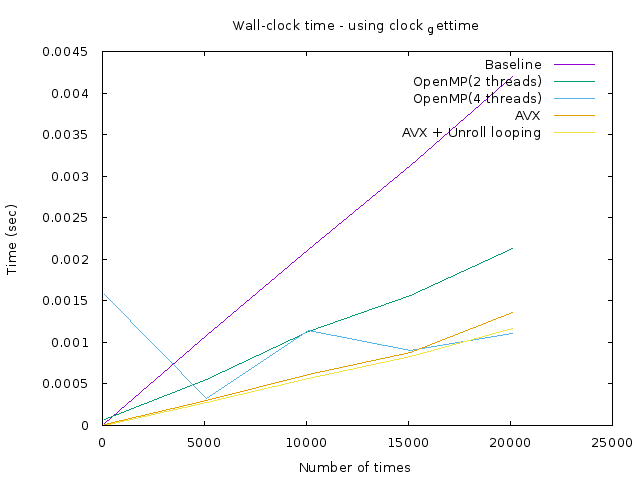 Wall-clock time - using clock gettime
0.0045
0.004
0.0035
0.003
0.0025
0.002
0.0015
0.001
0.0005
0
Time (sec)
Baseline
OpenMP(2 threads)
OpenMP(4 threads)
AVX
AVX + Unroll looping
0 5000 10000 15000 20000 25000
Number of times